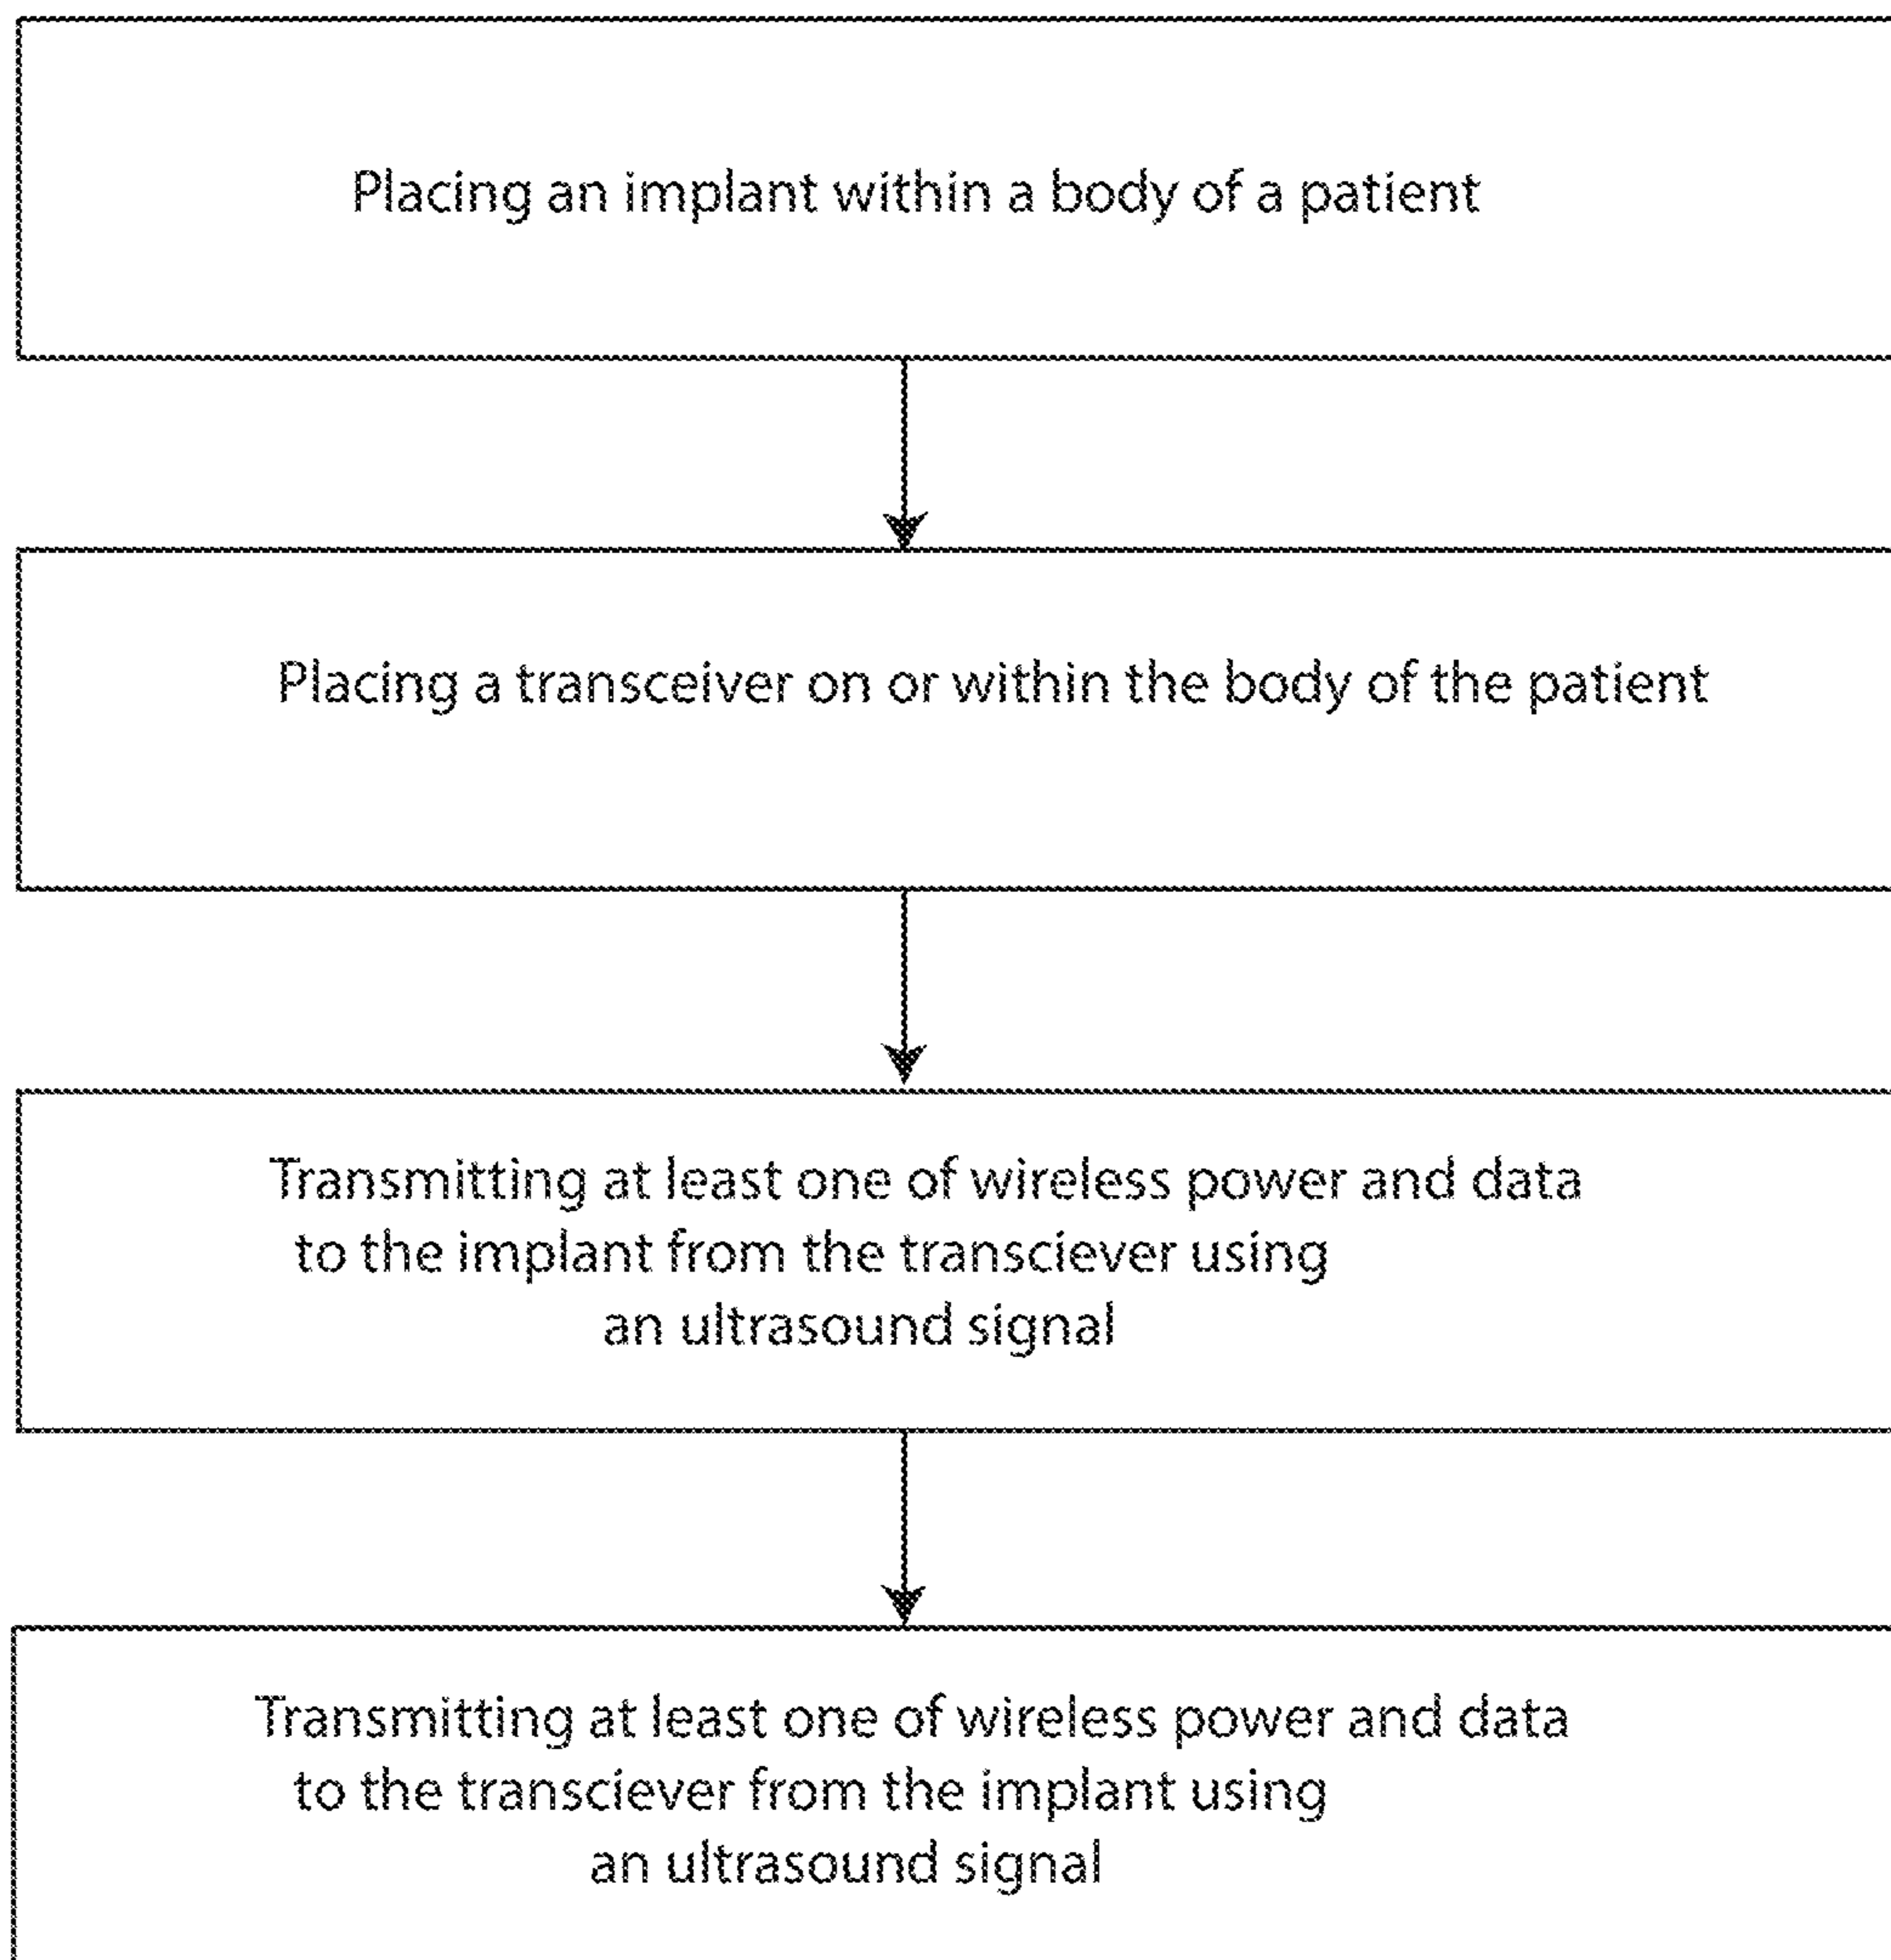 Placing an implant within a body of a patient
Placing a transceiver on or within the body of the patient
Transmitting at least one of wireless power and data
to the implant from the transciever using
an ultrasound signal
Transmitting at least one of wireless power and data
to the transciever from the implant using
an ultrasound signal